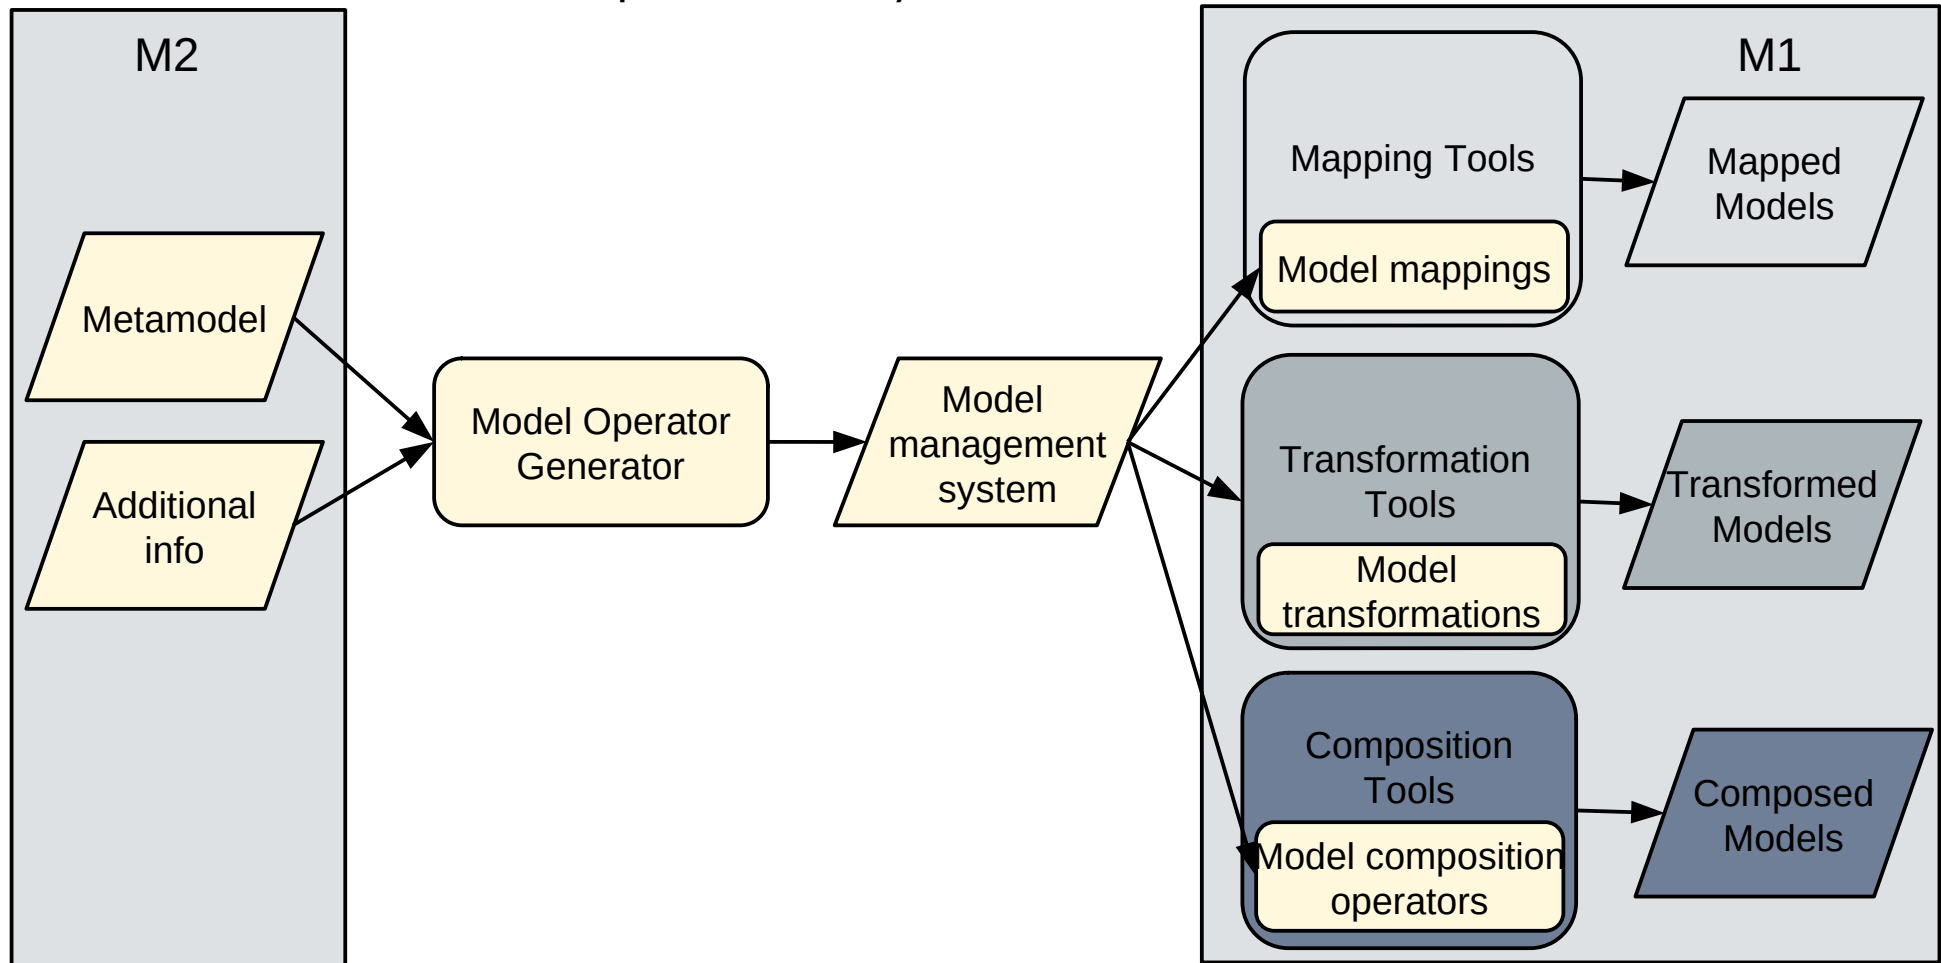 M2
Metamodel
Additional
info
Model Operator
Generator
Model
management
system
M1
Mapping Tools
Model mappings
Mapped
Models
Transformation
Tools
Model
transformations
Transformed
Models
Composition
Tools
Model composition
operators
Composed
Models